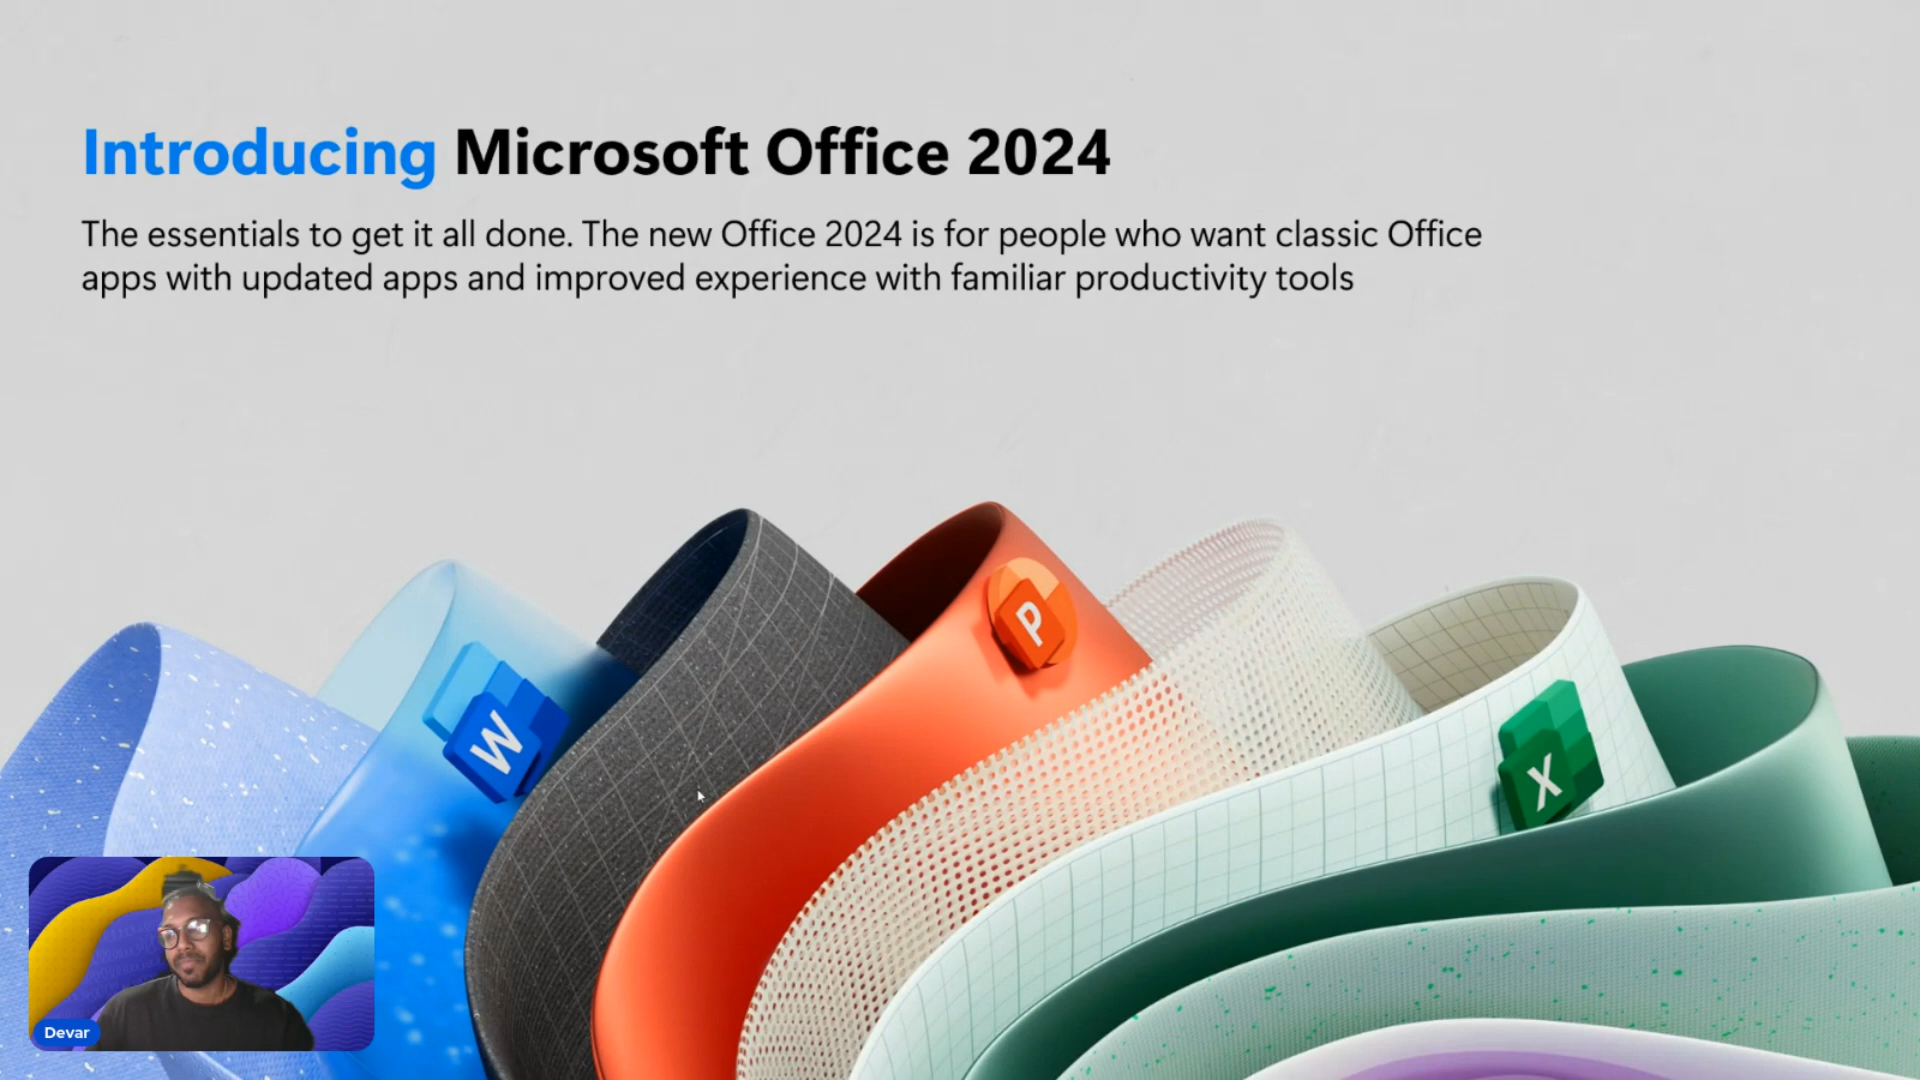 Introducing Microsoft Office 2024
The essentials to get it all done. The new Office 2024 is for people who want classic Office
apps with updated apps and improved experience with familiar productivity tools
P
W
X
Devar